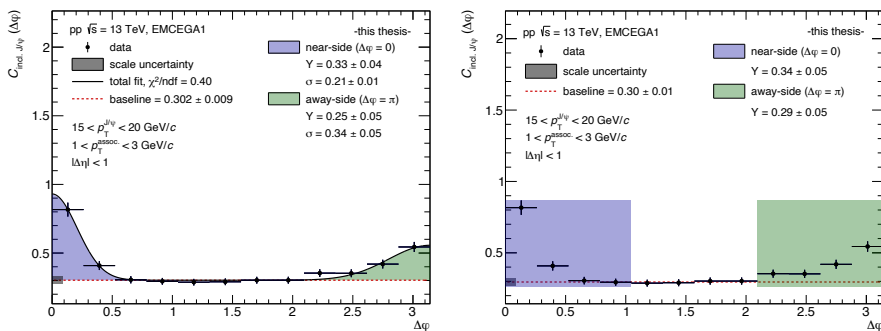 pp √s = 13 TeV, EMCEGA1
-this thesis-
data
scale uncertainty
total fit, χ²/ndf = 0.40
baseline = 0.302 ± 0.009
near-side (Δφ = 0)
Y = 0.33 ± 0.04
σ = 0.21 ± 0.01
away-side (Δφ = π)
Y = 0.25 ± 0.05
σ = 0.34 ± 0.05
15 < p_T^{J/ψ} < 20 GeV/c
1 < p_T^{assoc.} < 3 GeV/c
|Δη| < 1
C_{incl. J/ψ} (Δφ)
2
1.5
1
0.5
0 0.5 1 1.5 2 2.5 3
Δφ
pp √s = 13 TeV, EMCEGA1
-this thesis-
data
scale uncertainty
baseline = 0.30 ± 0.01
near-side (Δφ = 0)
Y = 0.34 ± 0.05
away-side (Δφ = π)
Y = 0.29 ± 0.05
15 < p_T^{J/ψ} < 20 GeV/c
1 < p_T^{assoc.} < 3 GeV/c
|Δη| < 1
C_{incl. J/ψ} (Δφ)
2
1.5
1
0.5
0 0.5 1 1.5 2 2.5 3
Δφ